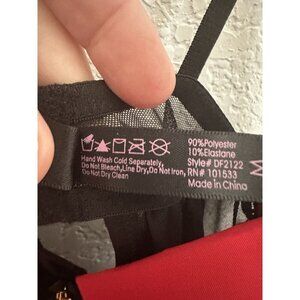 Hand Wash Cold Separately,
Do Not Bleach,Line Dry,Do Not Iron,
Do Not Dry Clean
90%Polyester
10%Elastane
Style# DF2122
RN# 101533
Made in China
M